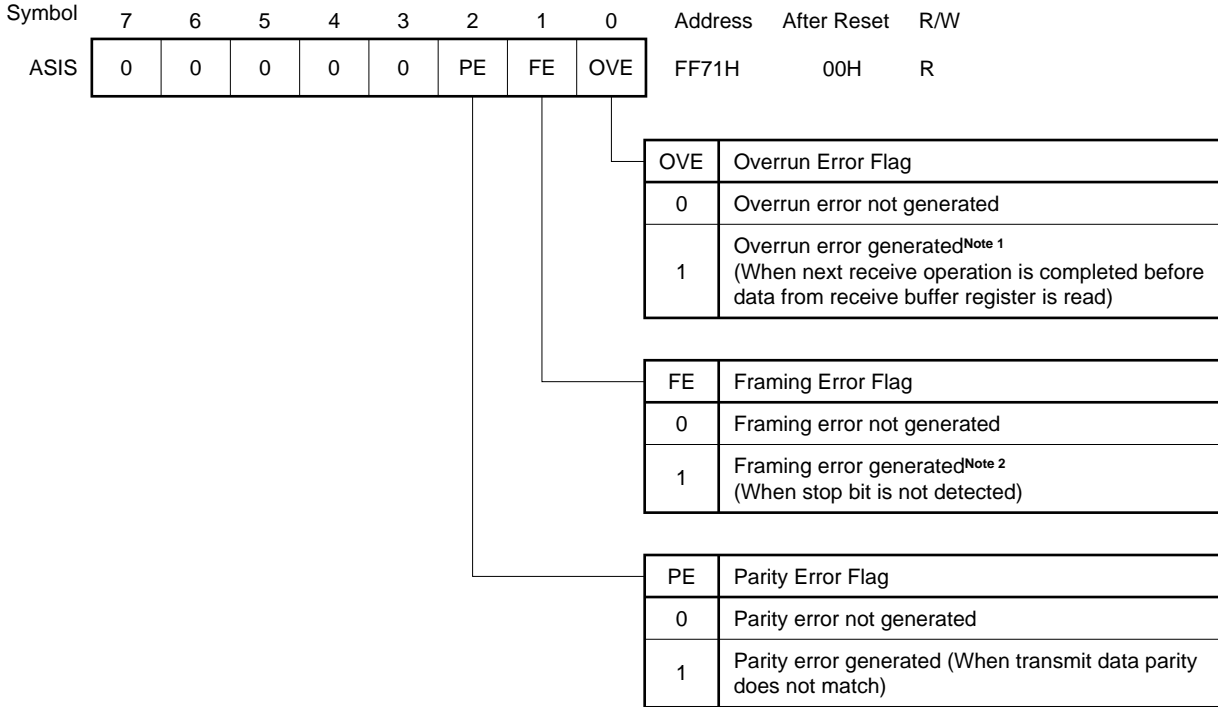 Symbol 7 6 5 4 3 2 1 0 Address After Reset R/W
ASIS 0 0 0 0 0 PE FE OVE FF71H 00H R
OVE Overrun Error Flag
0 Overrun error not generated
1 Overrun error generatedNote 1
(When next receive operation is completed before
data from receive buffer register is read)
FE Framing Error Flag
0 Framing error not generated
1 Framing error generatedNote 2
(When stop bit is not detected)
PE Parity Error Flag
0 Parity error not generated
1 Parity error generated (When transmit data parity
does not match)